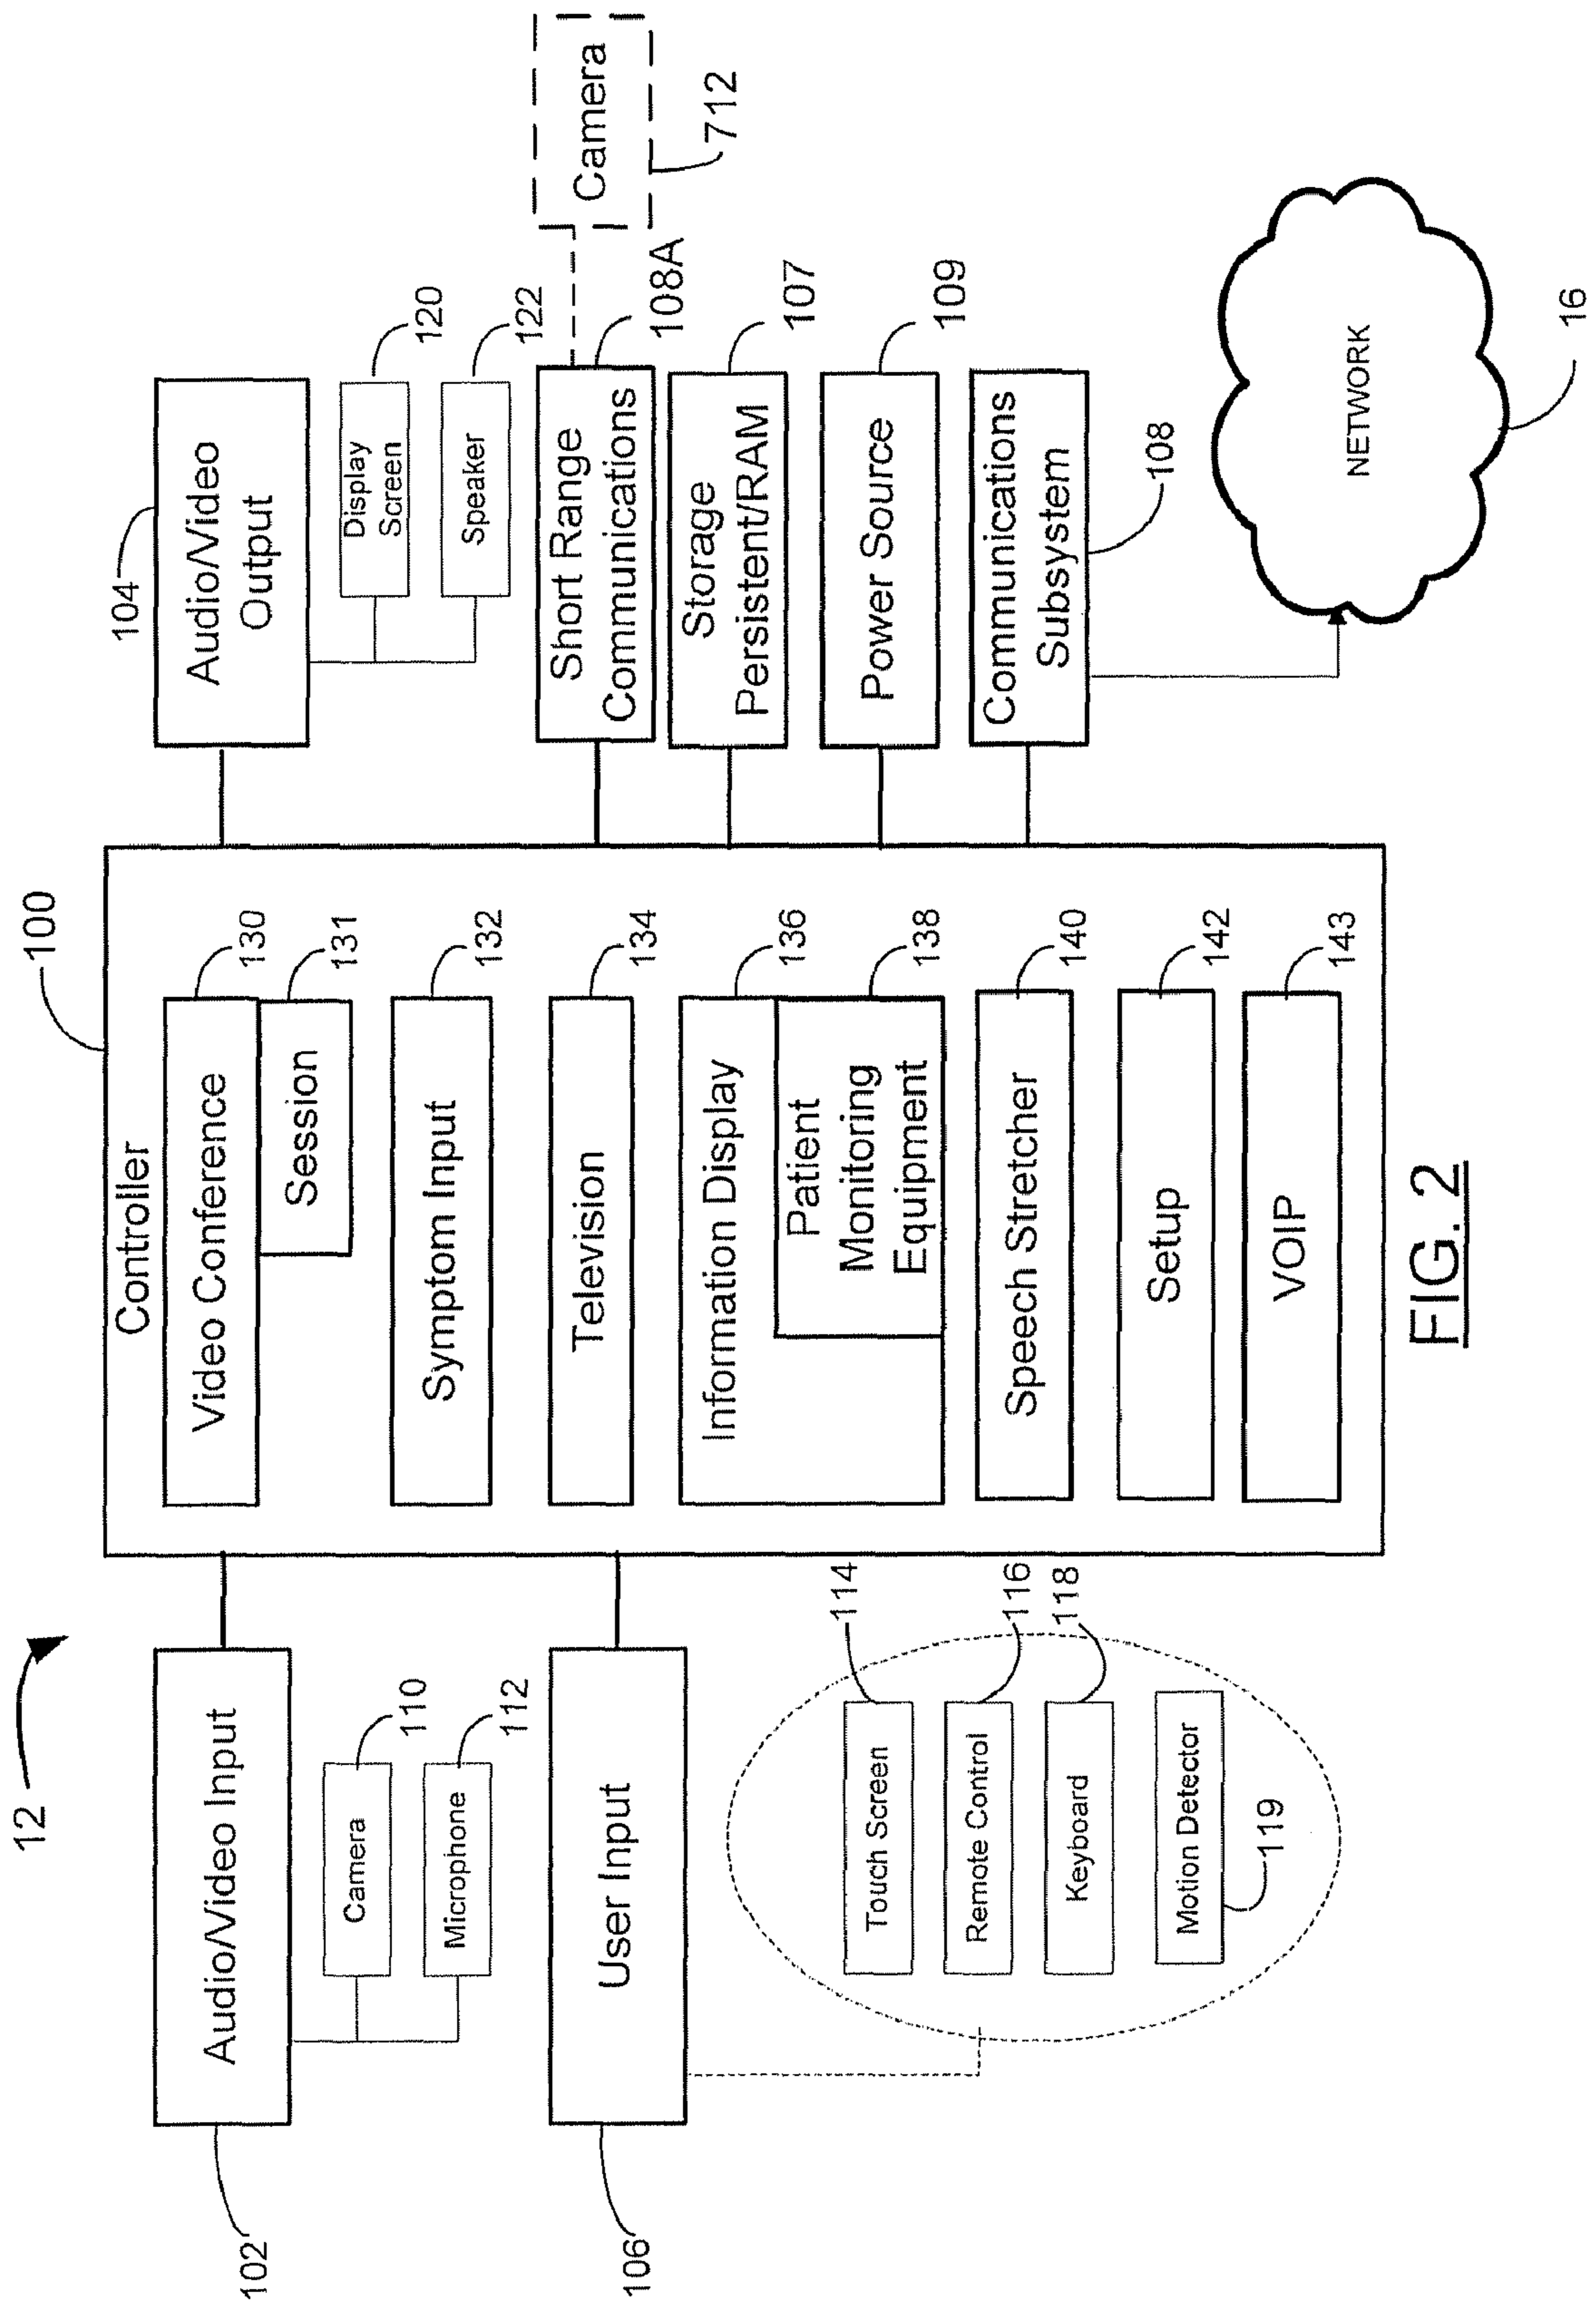 12
100
102
Audio/Video Input
Camera
110
Microphone
112
106
User Input
Touch Screen
114
Remote Control
116
Keyboard
118
Motion Detector
119
Controller
Video Conference
130
Session
131
Symptom Input
132
Television
134
Information Display
136
Patient
Monitoring
Equipment
138
Speech Stretcher
140
Setup
142
VOIP
143
104
Audio/Video
Output
Display
Screen
120
Speaker
122
Short Range
Communications
108A
Camera
712
Storage
Persistent/RAM
107
Power Source
109
Communications
Subsystem
108
NETWORK
16
FIG. 2